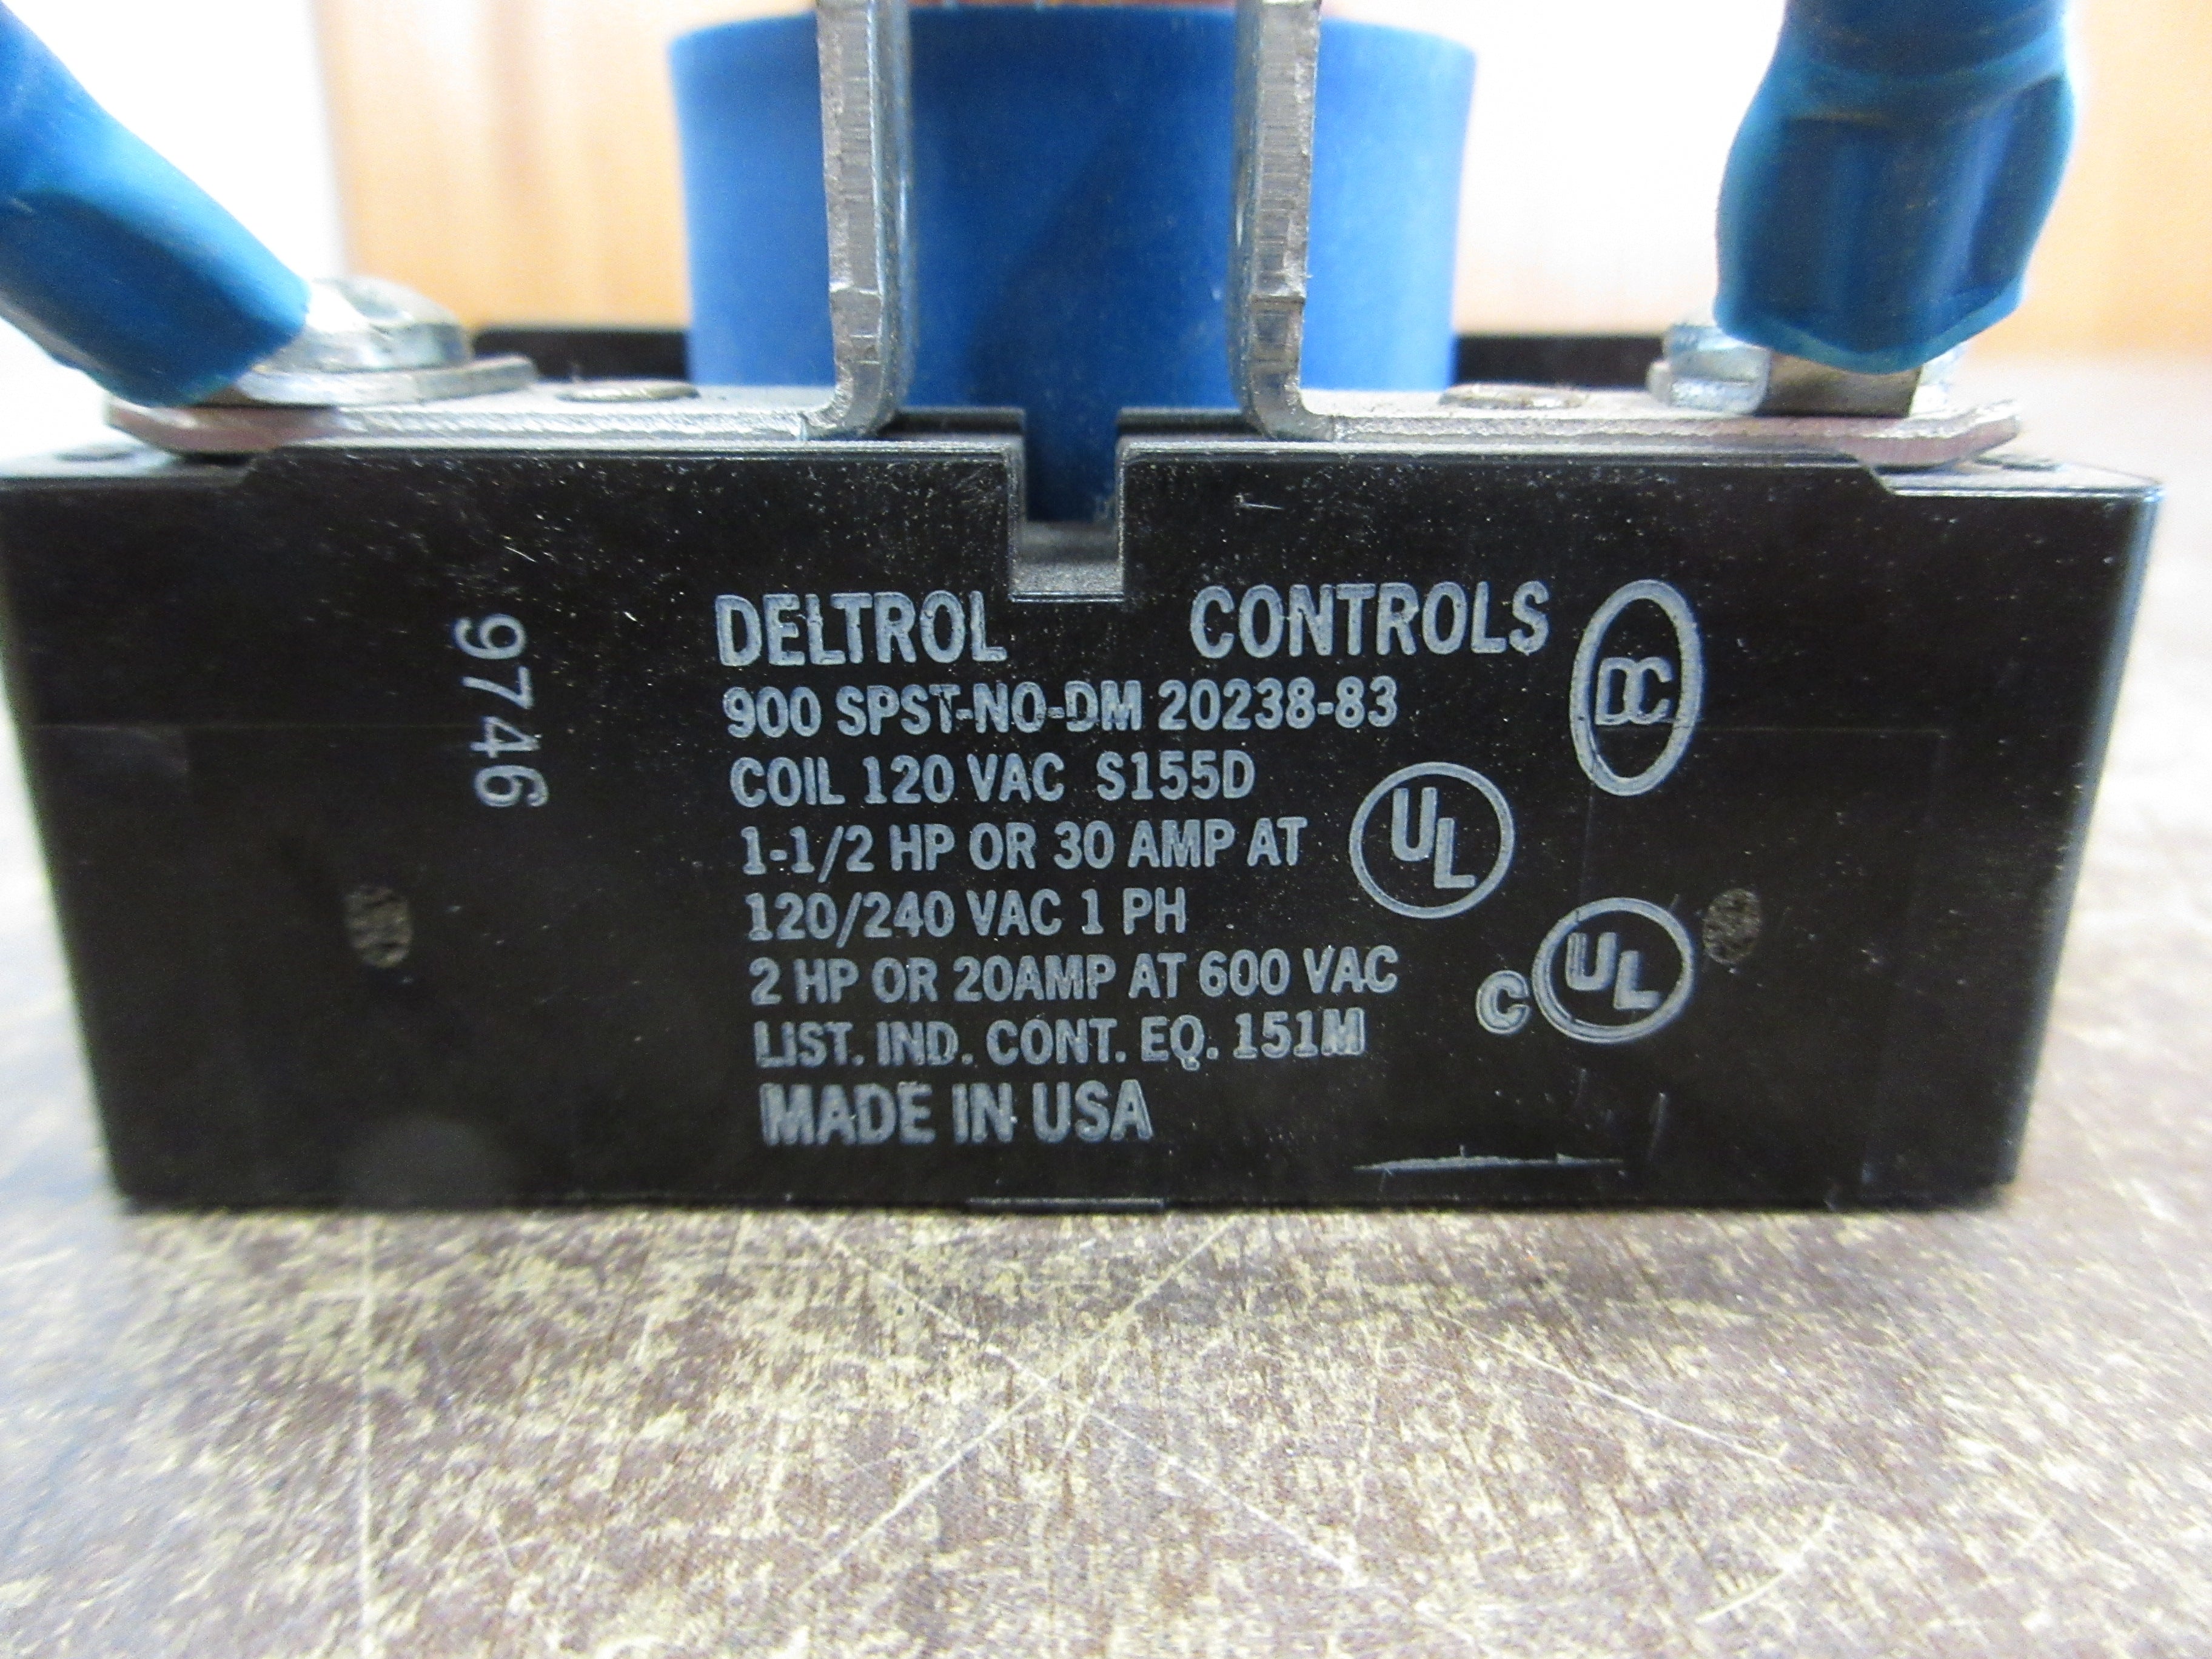 DELTROL CONTROLS
DC
900 SPST-NO-DM 20238-83
COIL 120 VAC S155D
1-1/2 HP OR 30 AMP AT
120/240 VAC 1 PH
UL
2 HP OR 20AMP AT 600 VAC
C UL
LIST. IND. CONT. EQ. 151M
MADE IN USA
9746